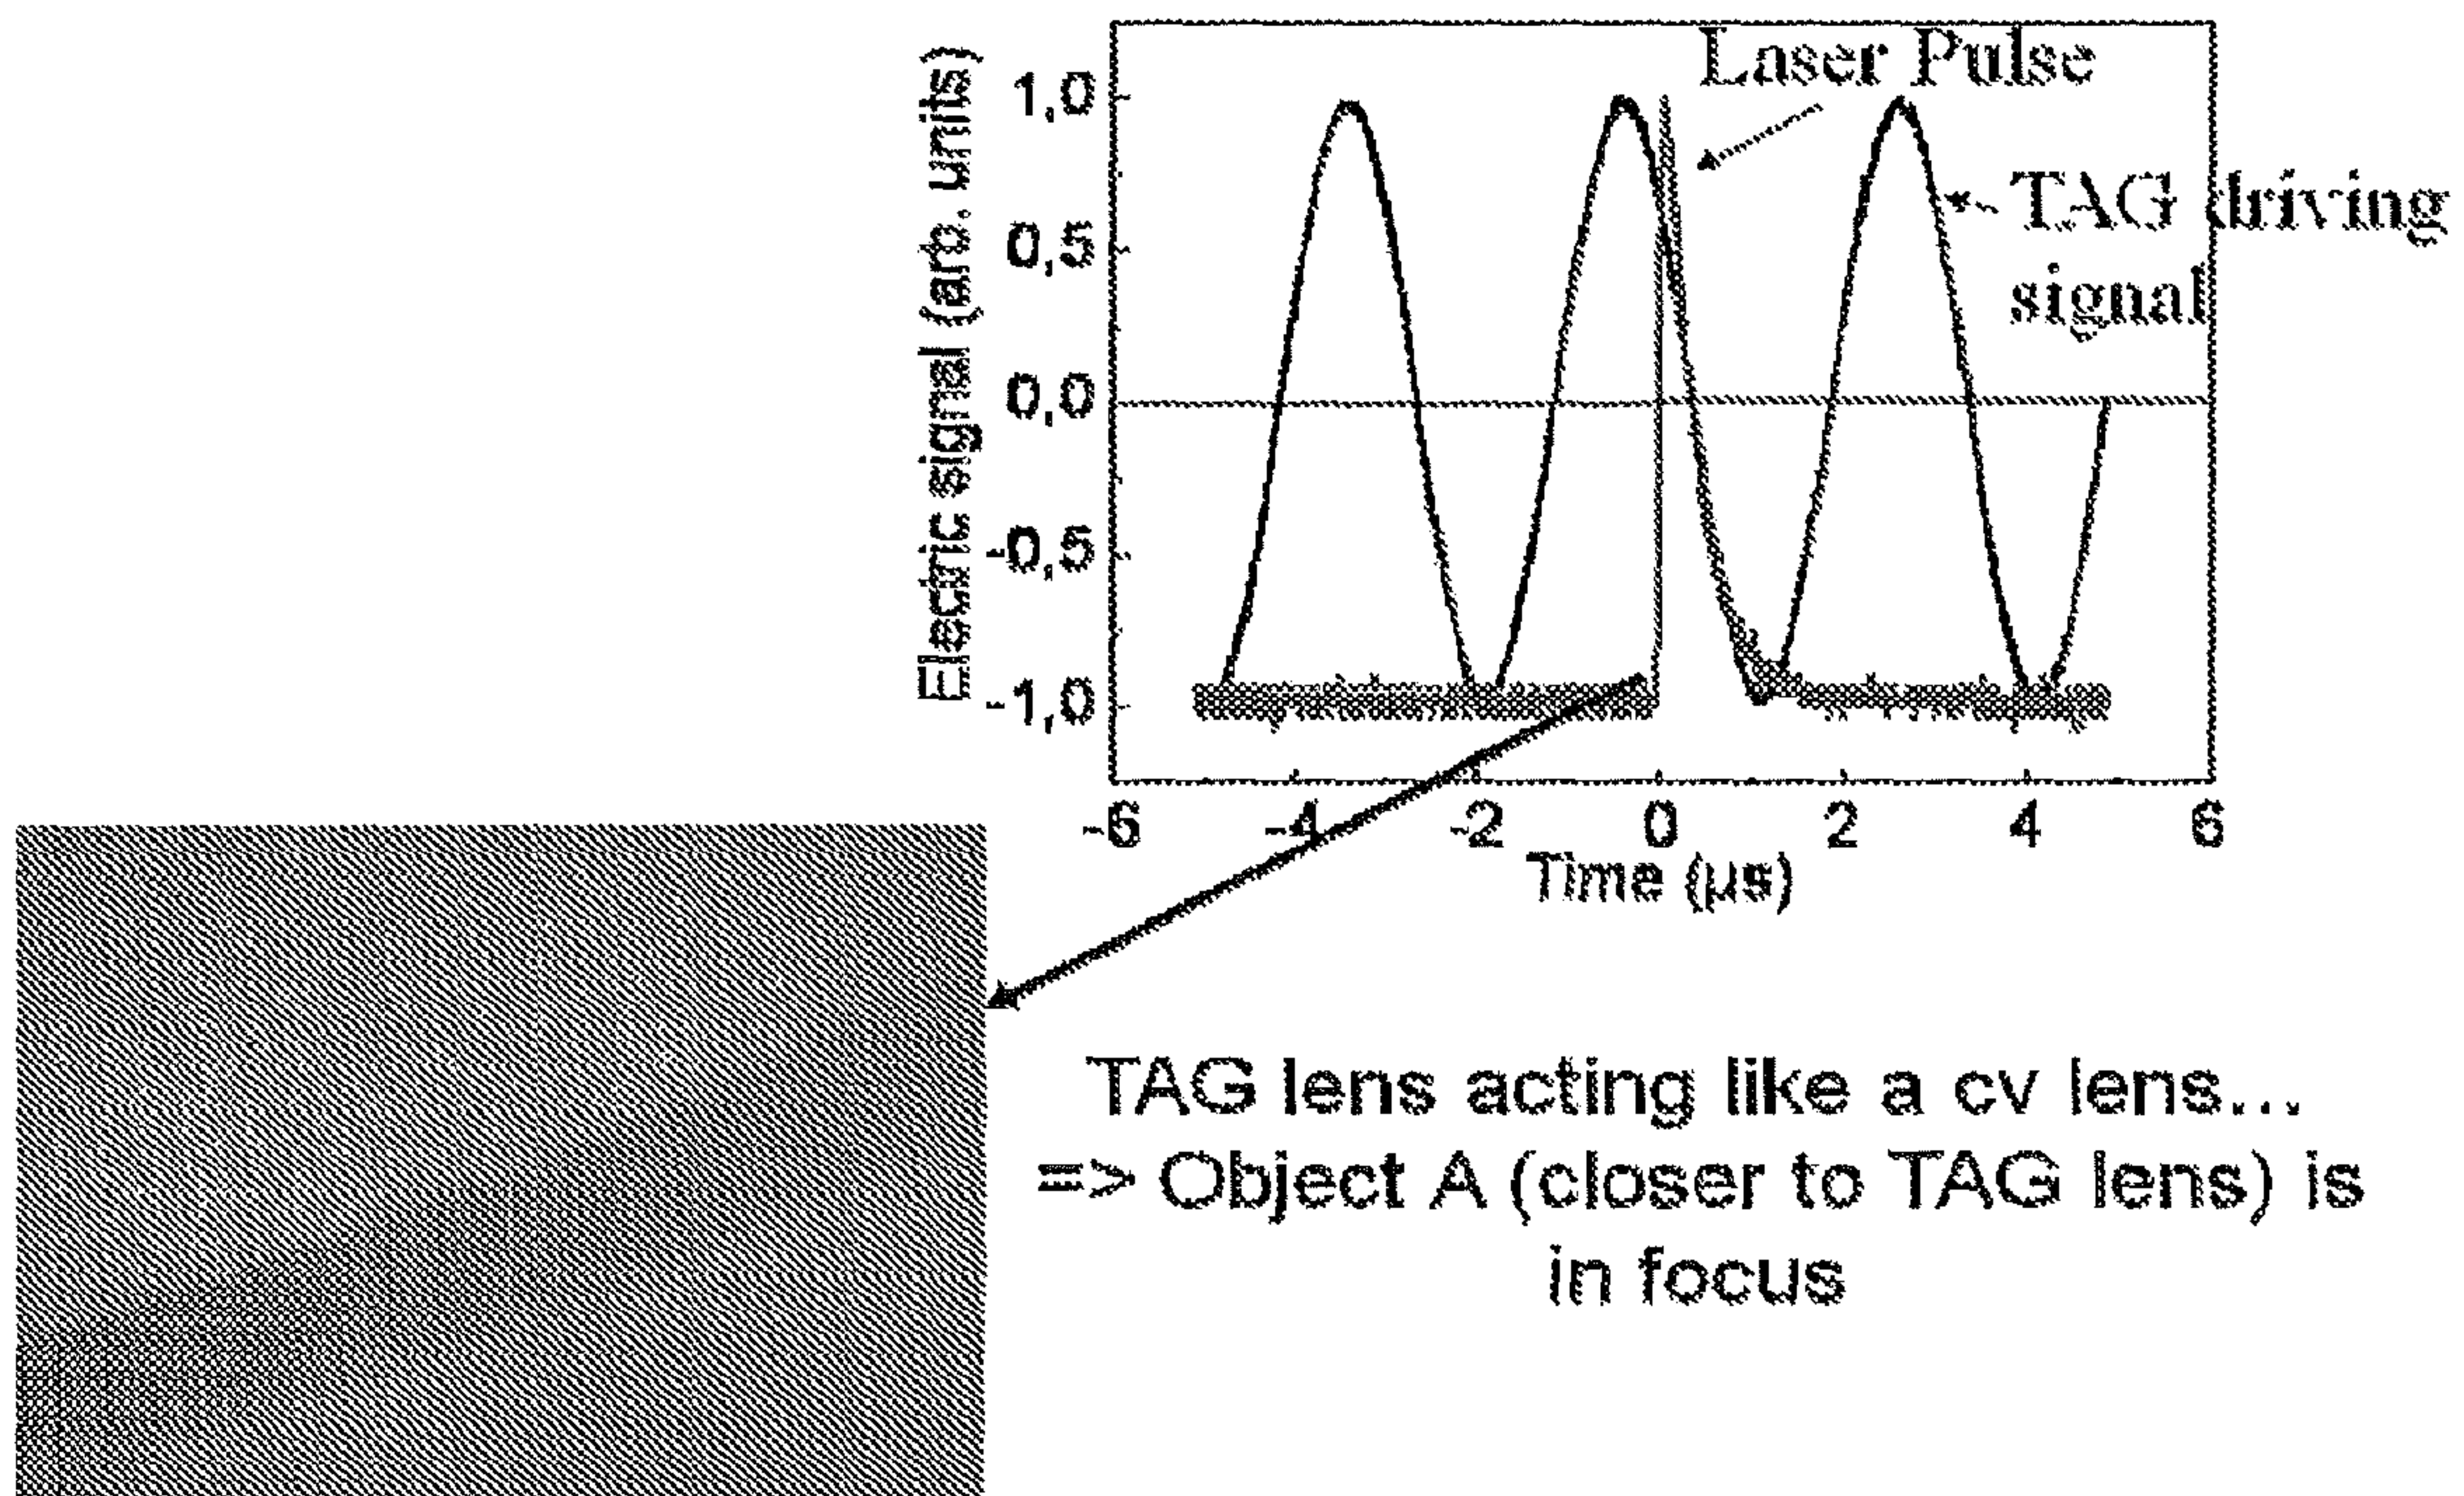 Laser Pulse
TAG driving
signal
Electric signal (arb. units)
1,0
0,5
0,0
-0,5
-1,0
-6
-4
-2
0
2
4
6
Time (µs)
TAG lens acting like a cv lens...
=> Object A (closer to TAG lens) is
in focus